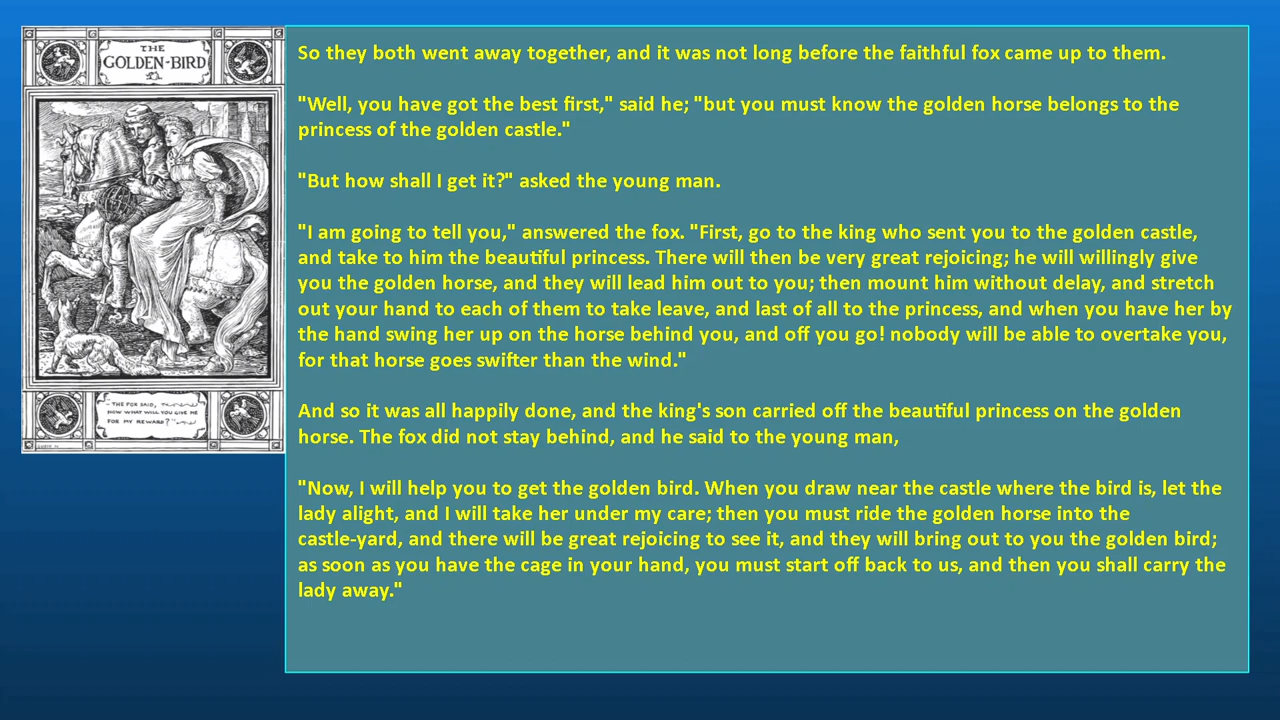 THE
GOLDEN-BIRD
THE FOX SAID,
HOW WHAT WILL YOU GIVE ME
FOR MY REWARD?"
So they both went away together, and it was not long before the faithful fox came up to them.
"Well, you have got the best first," said he; "but you must know the golden horse belongs to the
princess of the golden castle."
"But how shall I get it?" asked the young man.
"I am going to tell you," answered the fox. "First, go to the king who sent you to the golden castle,
and take to him the beautiful princess. There will then be very great rejoicing; he will willingly give
you the golden horse, and they will lead him out to you; then mount him without delay, and stretch
out your hand to each of them to take leave, and last of all to the princess, and when you have her by
the hand swing her up on the horse behind you, and off you go! nobody will be able to overtake you,
for that horse goes swifter than the wind."
And so it was all happily done, and the king's son carried off the beautiful princess on the golden
horse. The fox did not stay behind, and he said to the young man,
"Now, I will help you to get the golden bird. When you draw near the castle where the bird is, let the
lady alight, and I will take her under my care; then you must ride the golden horse into the
castle-yard, and there will be great rejoicing to see it, and they will bring out to you the golden bird;
as soon as you have the cage in your hand, you must start off back to us, and then you shall carry the
lady away."